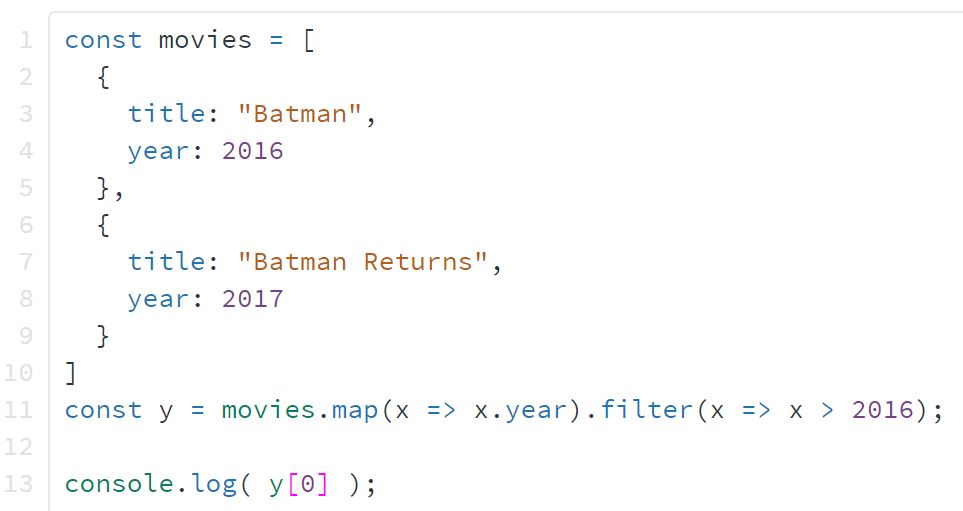 1 const movies = [
2   {
3     title: "Batman",
4     year: 2016
5   },
6   {
7     title: "Batman Returns",
8     year: 2017
9   }
10 ]
11 const y = movies.map(x => x.year).filter(x => x > 2016);
12
13 console.log( y[0] );